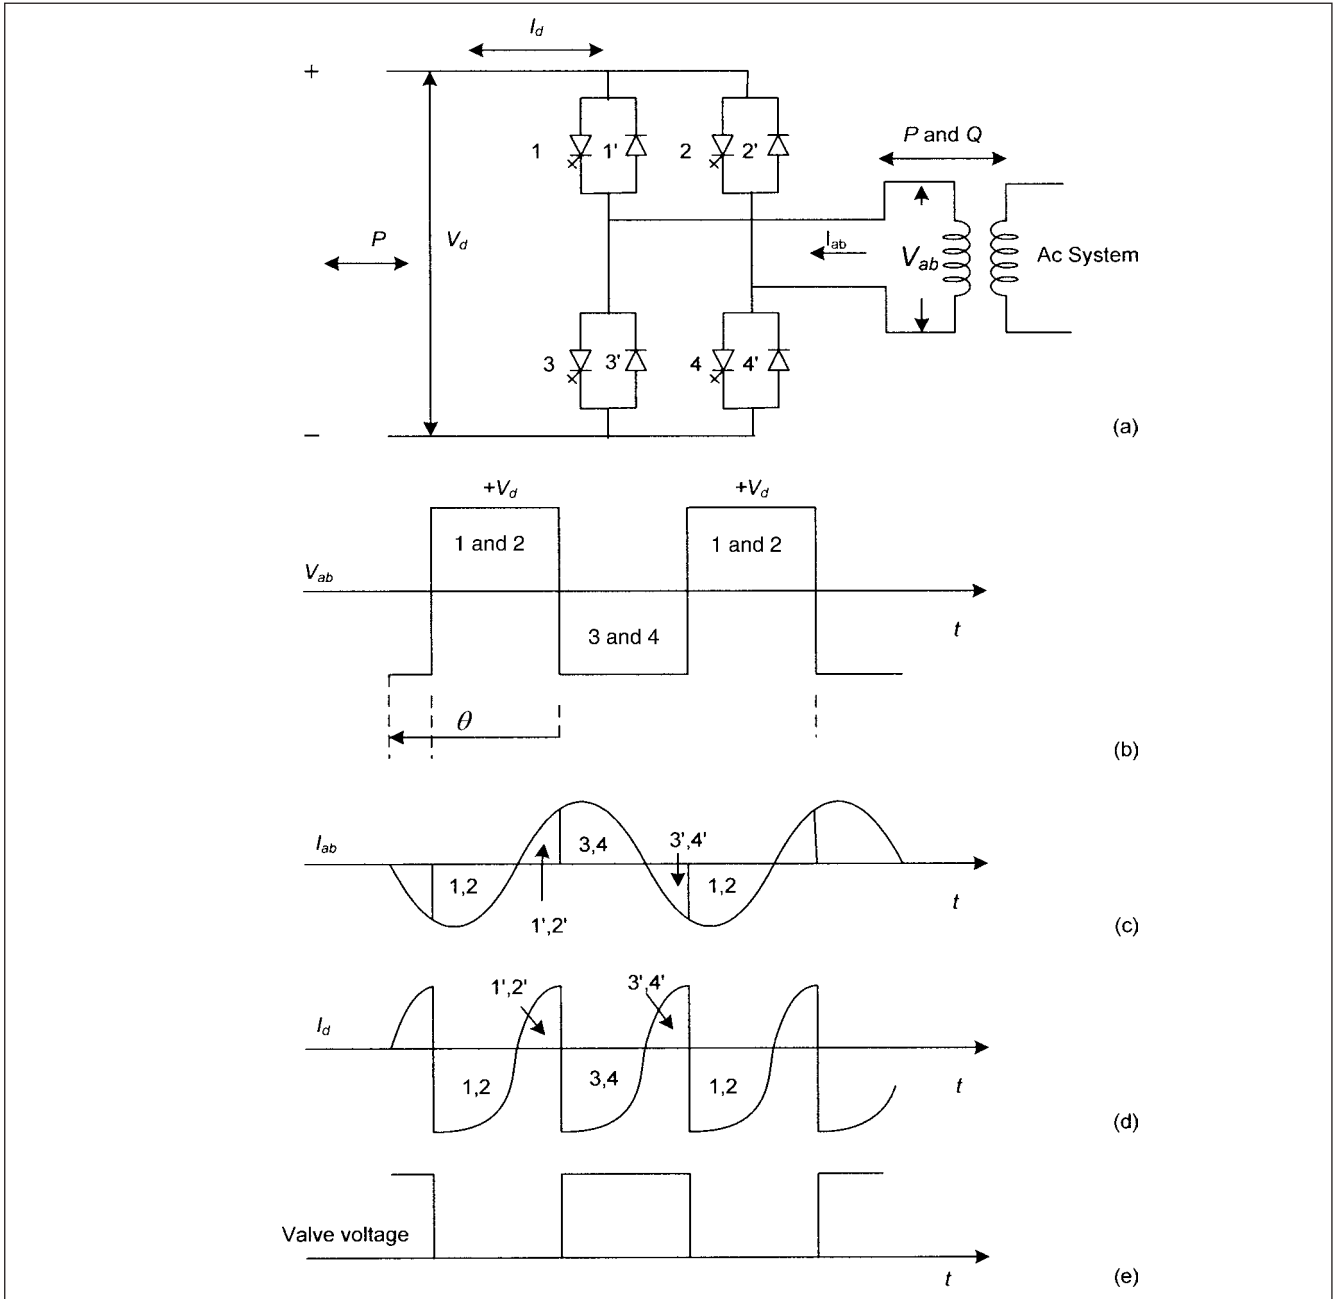 I_d
+
1 1' 2 2'
P and Q
P
V_d
I_ab
V_ab
Ac System
3 3' 4 4'
−
(a)
+V_d +V_d
1 and 2 1 and 2
V_ab
3 and 4
t
θ
(b)
I_ab
3,4 3',4'
1,2 1,2
1',2'
t
(c)
1',2' 3',4'
I_d
1,2 3,4 1,2
t
(d)
Valve voltage
t
(e)